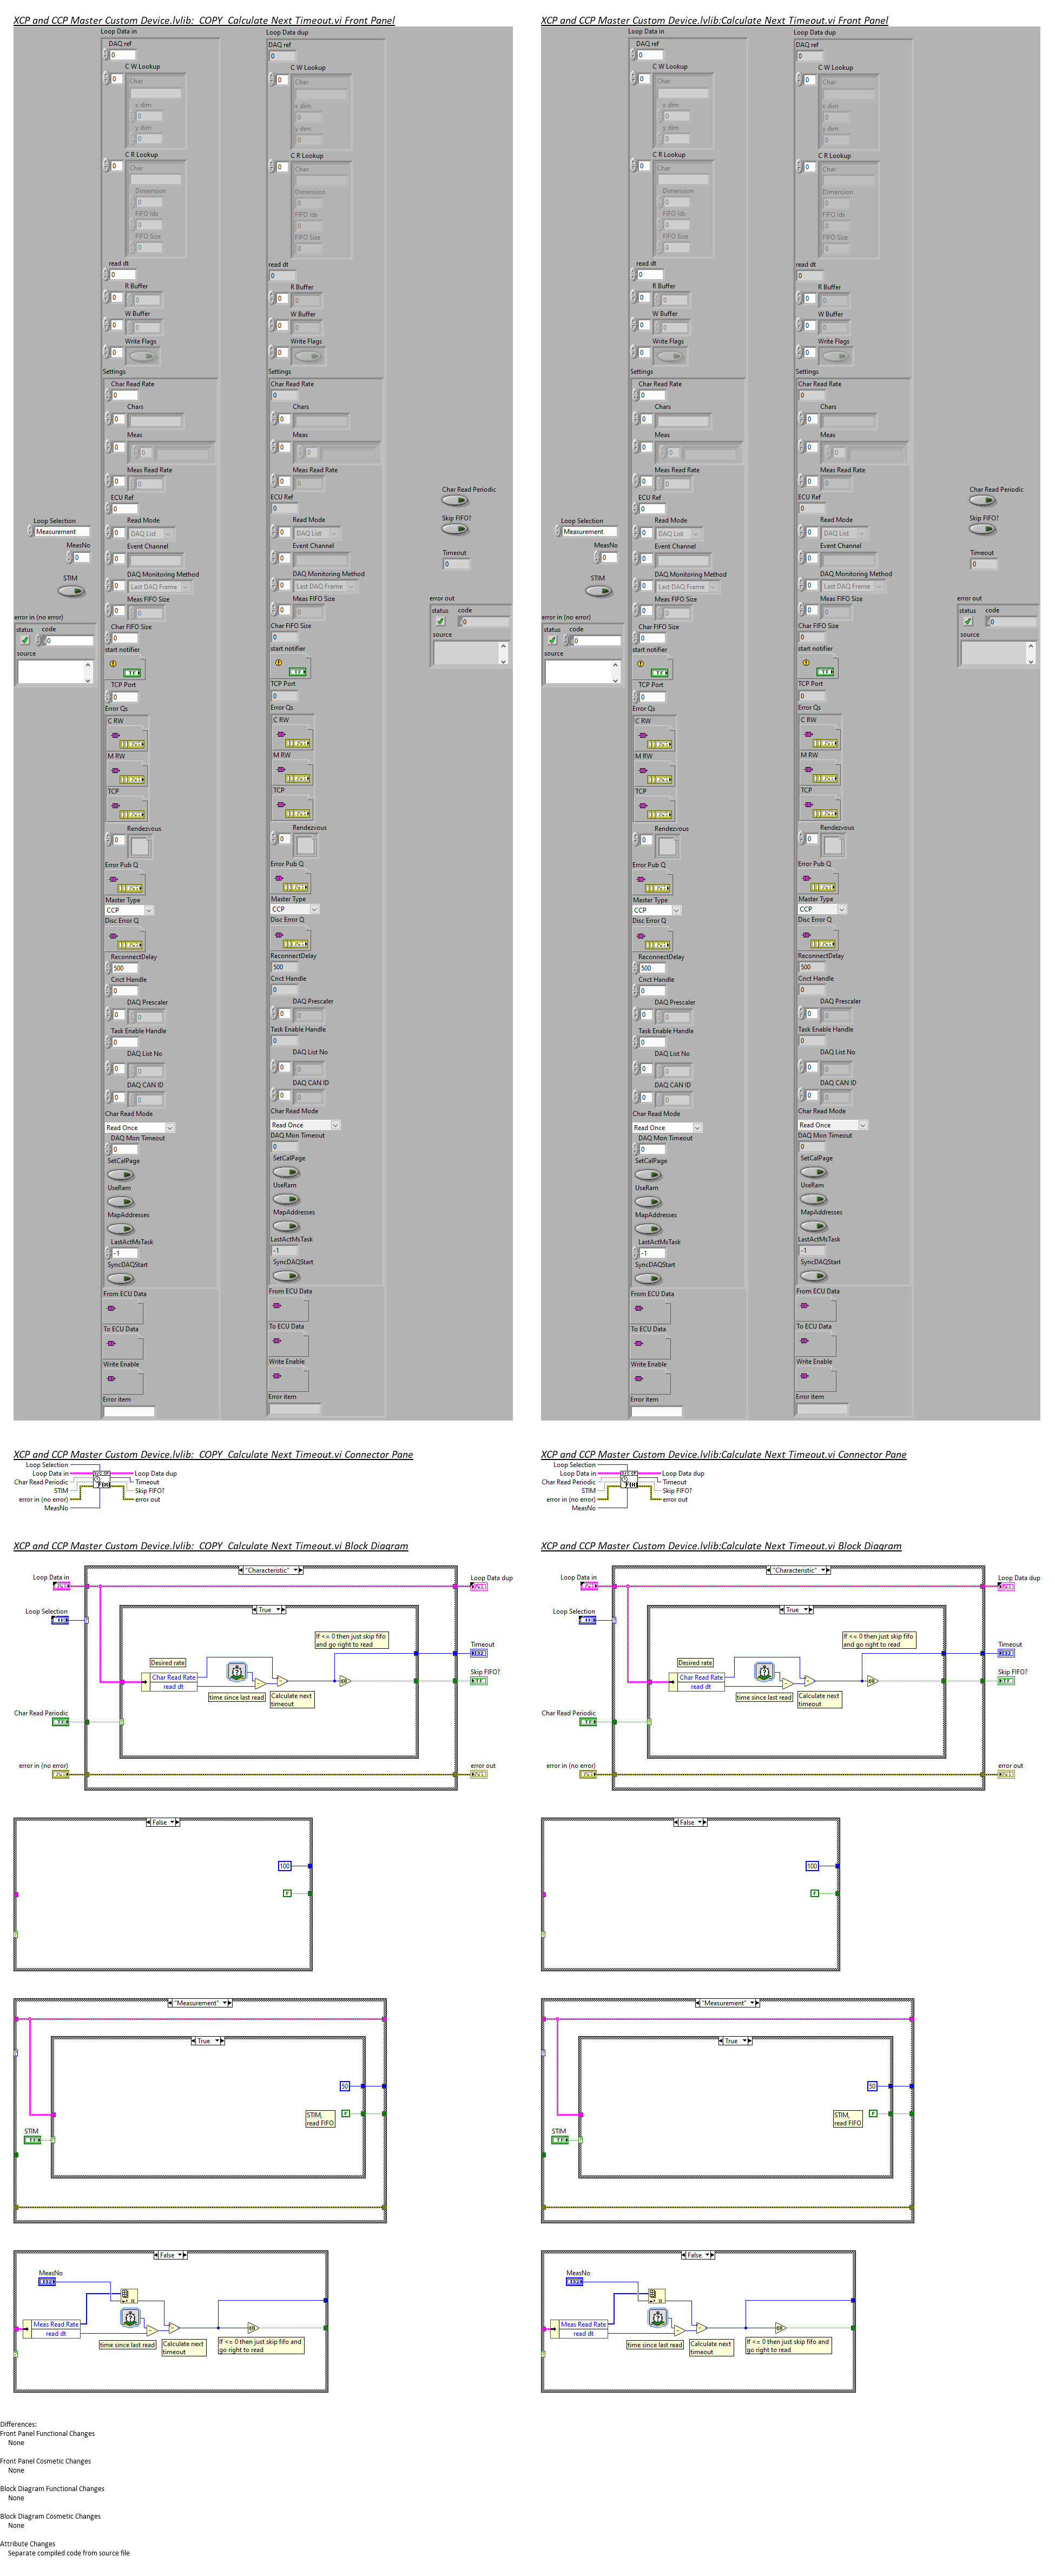 XCP and CCP Master Custom Device.lvlib:_COPY_Calculate Next Timeout.vi Front Panel
Loop Data in
DAQ ref
0
C W Lookup
0
Char
x dim
0
y dim
0
C R Lookup
0
Char
Dimension
0
FIFO Idx
0
FIFO Size
0
read dt
0
R Buffer
0
0
W Buffer
0
0
Write Flags
0
Settings
Char Read Rate
0
Chars
0
Meas
0
0
Meas Read Rate
0
0
ECU Ref
0
Read Mode
0
DAQ List
Event Channel
0
DAQ Monitoring Method
0
Last DAQ Frame
Meas FIFO Size
0
0
Char FIFO Size
0
start notifier
TCP Port
0
Error Qs
C RW
M RW
TCP
Rendezvous
0
Error Pub Q
Master Type
CCP
Disc Error Q
ReconnectDelay
500
Cnct Handle
0
DAQ Prescaler
0
0
Task Enable Handle
0
DAQ List No
0
0
DAQ CAN ID
0
0
Char Read Mode
Read Once
DAQ Mon Timeout
0
SetCalPage
UseRam
MapAddresses
LastActMsTask
-1
SyncDAQStart
From ECU Data
To ECU Data
Write Enable
Error item
Loop Selection
Measurement
MeasNo
0
STIM
error in (no error)
status code
0
source
Loop Data dup
DAQ ref
0
C W Lookup
0
Char
x dim
0
y dim
0
C R Lookup
0
Char
Dimension
0
FIFO Idx
0
FIFO Size
0
read dt
0
R Buffer
0
0
W Buffer
0
0
Write Flags
0
Settings
Char Read Rate
0
Chars
0
Meas
0
0
Meas Read Rate
0
0
ECU Ref
0
Read Mode
0
DAQ List
Event Channel
0
DAQ Monitoring Method
0
Last DAQ Frame
Meas FIFO Size
0
0
Char FIFO Size
0
start notifier
TCP Port
0
Error Qs
C RW
M RW
TCP
Rendezvous
0
Error Pub Q
Master Type
CCP
Disc Error Q
ReconnectDelay
500
Cnct Handle
0
DAQ Prescaler
0
0
Task Enable Handle
0
DAQ List No
0
0
DAQ CAN ID
0
0
Char Read Mode
Read Once
DAQ Mon Timeout
0
SetCalPage
UseRam
MapAddresses
LastActMsTask
-1
SyncDAQStart
From ECU Data
To ECU Data
Write Enable
Error item
Char Read Periodic
Skip FIFO?
Timeout
0
error out
status code
0
source
XCP and CCP Master Custom Device.lvlib:Calculate Next Timeout.vi Front Panel
Loop Data in
DAQ ref
0
C W Lookup
0
Char
x dim
0
y dim
0
C R Lookup
0
Char
Dimension
0
FIFO Idx
0
FIFO Size
0
read dt
0
R Buffer
0
0
W Buffer
0
0
Write Flags
0
Settings
Char Read Rate
0
Chars
0
Meas
0
0
Meas Read Rate
0
0
ECU Ref
0
Read Mode
0
DAQ List
Event Channel
0
DAQ Monitoring Method
0
Last DAQ Frame
Meas FIFO Size
0
0
Char FIFO Size
0
start notifier
TCP Port
0
Error Qs
C RW
M RW
TCP
Rendezvous
0
Error Pub Q
Master Type
CCP
Disc Error Q
ReconnectDelay
500
Cnct Handle
0
DAQ Prescaler
0
0
Task Enable Handle
0
DAQ List No
0
0
DAQ CAN ID
0
0
Char Read Mode
Read Once
DAQ Mon Timeout
0
SetCalPage
UseRam
MapAddresses
LastActMsTask
-1
SyncDAQStart
From ECU Data
To ECU Data
Write Enable
Error item
Loop Selection
Measurement
MeasNo
0
STIM
error in (no error)
status code
0
source
Loop Data dup
DAQ ref
0
C W Lookup
0
Char
x dim
0
y dim
0
C R Lookup
0
Char
Dimension
0
FIFO Idx
0
FIFO Size
0
read dt
0
R Buffer
0
0
W Buffer
0
0
Write Flags
0
Settings
Char Read Rate
0
Chars
0
Meas
0
0
Meas Read Rate
0
0
ECU Ref
0
Read Mode
0
DAQ List
Event Channel
0
DAQ Monitoring Method
0
Last DAQ Frame
Meas FIFO Size
0
0
Char FIFO Size
0
start notifier
TCP Port
0
Error Qs
C RW
M RW
TCP
Rendezvous
0
Error Pub Q
Master Type
CCP
Disc Error Q
ReconnectDelay
500
Cnct Handle
0
DAQ Prescaler
0
0
Task Enable Handle
0
DAQ List No
0
0
DAQ CAN ID
0
0
Char Read Mode
Read Once
DAQ Mon Timeout
0
SetCalPage
UseRam
MapAddresses
LastActMsTask
-1
SyncDAQStart
From ECU Data
To ECU Data
Write Enable
Error item
Char Read Periodic
Skip FIFO?
Timeout
0
error out
status code
0
source
XCP and CCP Master Custom Device.lvlib:_COPY_Calculate Next Timeout.vi Connector Pane
Loop Selection
Loop Data in
Char Read Periodic
STIM
error in (no error)
MeasNo
Loop Data dup
Timeout
Skip FIFO?
error out
XCP and CCP Master Custom Device.lvlib:Calculate Next Timeout.vi Connector Pane
Loop Selection
Loop Data in
Char Read Periodic
STIM
error in (no error)
MeasNo
Loop Data dup
Timeout
Skip FIFO?
error out
XCP and CCP Master Custom Device.lvlib:_COPY_Calculate Next Timeout.vi Block Diagram
"Characteristic"
Loop Data in
Loop Data dup
Loop Selection
True
If <= 0 then just skip fifo
and go right to read
Timeout
Desired rate
Char Read Rate
read dt
time since last read
Calculate next
timeout
Skip FIFO?
Char Read Periodic
error in (no error)
error out
False
100
F
"Measurement"
True
50
STIM,
read FIFO
F
STIM
False
MeasNo
Meas Read Rate
read dt
time since last read
Calculate next
timeout
If <= 0 then just skip fifo and
go right to read
XCP and CCP Master Custom Device.lvlib:Calculate Next Timeout.vi Block Diagram
"Characteristic"
Loop Data in
Loop Data dup
Loop Selection
True
If <= 0 then just skip fifo
and go right to read
Timeout
Desired rate
Char Read Rate
read dt
time since last read
Calculate next
timeout
Skip FIFO?
Char Read Periodic
error in (no error)
error out
False
100
F
"Measurement"
True
50
STIM,
read FIFO
F
STIM
False
MeasNo
Meas Read Rate
read dt
time since last read
Calculate next
timeout
If <= 0 then just skip fifo and
go right to read
Differences:
Front Panel Functional Changes
None
Front Panel Cosmetic Changes
None
Block Diagram Functional Changes
None
Block Diagram Cosmetic Changes
None
Attribute Changes
Separate compiled code from source file